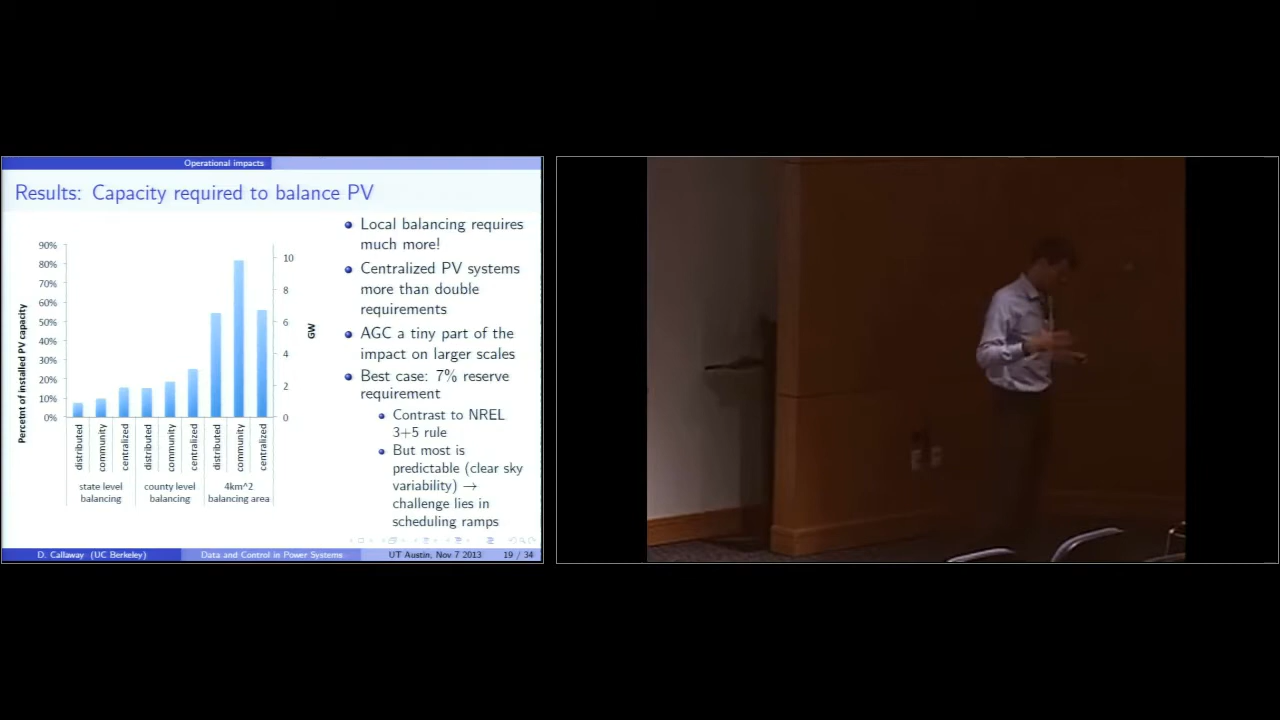 Operational impacts
Results: Capacity required to balance PV
90%
80%
70%
60%
50%
40%
30%
20%
10%
0%
Percetnt of installed PV capacity
10
8
6
4
2
0
GW
distributed
community
centralized
distributed
community
centralized
distributed
community
centralized
state level
balancing
county level
balancing
4km^2
balancing area
Local balancing requires
much more!
Centralized PV systems
more than double
requirements
AGC a tiny part of the
impact on larger scales
Best case: 7% reserve
requirement
Contrast to NREL
3+5 rule
But most is
predictable (clear sky
variability) →
challenge lies in
scheduling ramps
D. Callaway (UC Berkeley)
Data and Control in Power Systems
UT Austin, Nov 7 2013
19 / 34